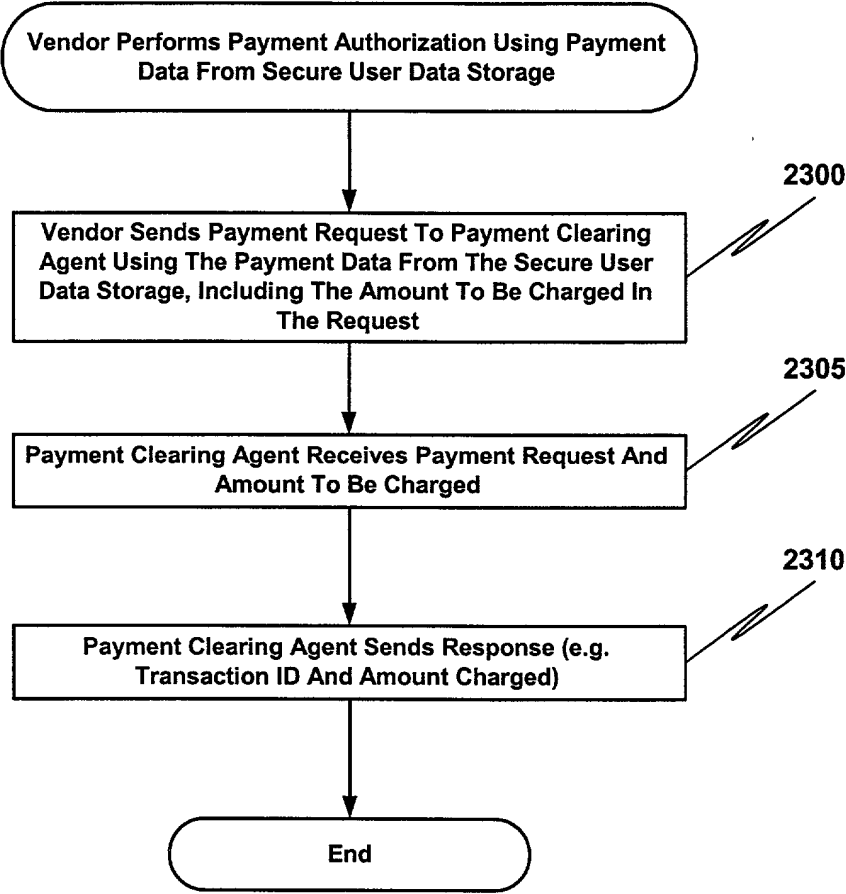 Vendor Performs Payment Authorization Using Payment
Data From Secure User Data Storage
2300
Vendor Sends Payment Request To Payment Clearing
Agent Using The Payment Data From The Secure User
Data Storage, Including The Amount To Be Charged In
The Request
2305
Payment Clearing Agent Receives Payment Request And
Amount To Be Charged
2310
Payment Clearing Agent Sends Response (e.g.
Transaction ID And Amount Charged)
End